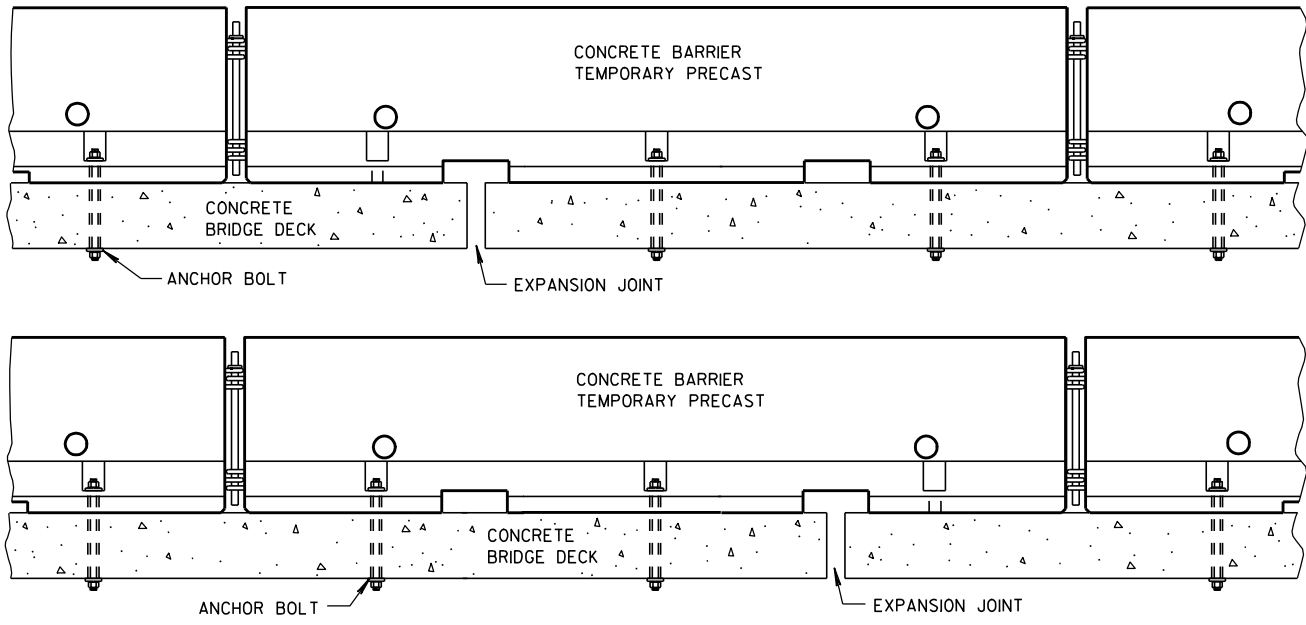 CONCRETE BARRIER
TEMPORARY PRECAST
CONCRETE
BRIDGE DECK
ANCHOR BOLT
EXPANSION JOINT
CONCRETE BARRIER
TEMPORARY PRECAST
CONCRETE
BRIDGE DECK
ANCHOR BOLT
EXPANSION JOINT